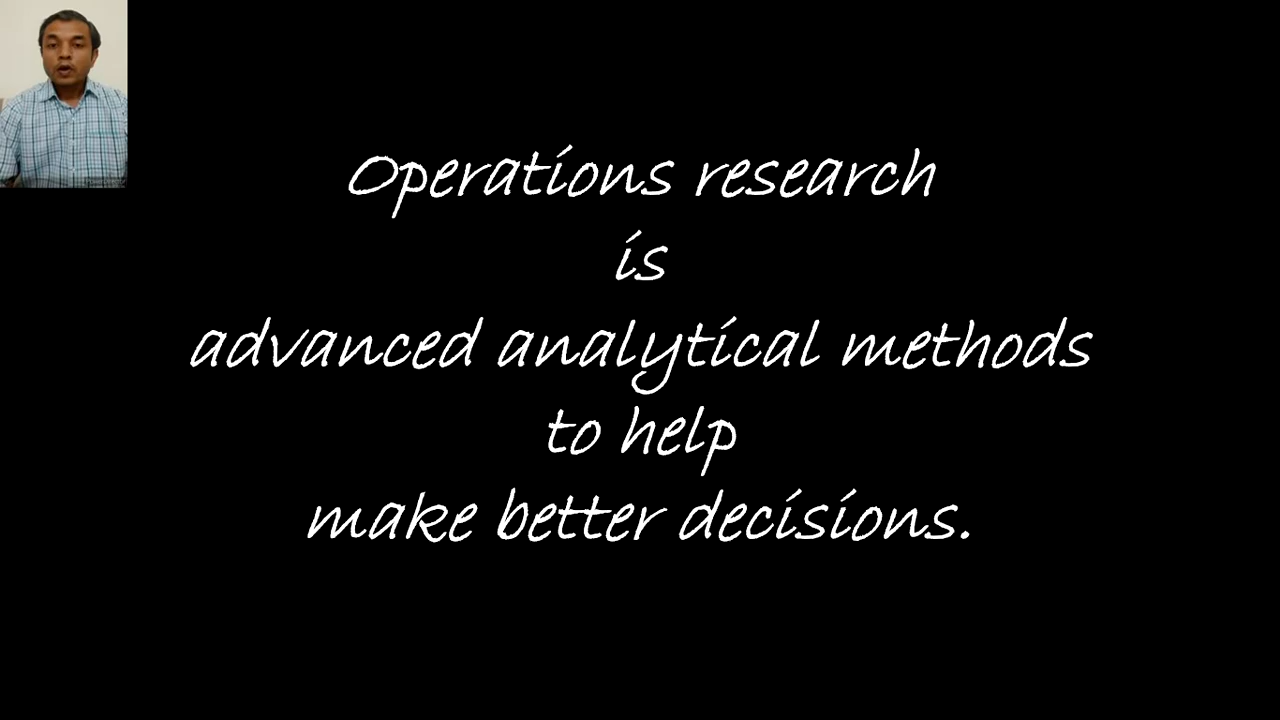 Operations research
is
advanced analytical methods
to help
make better decisions.